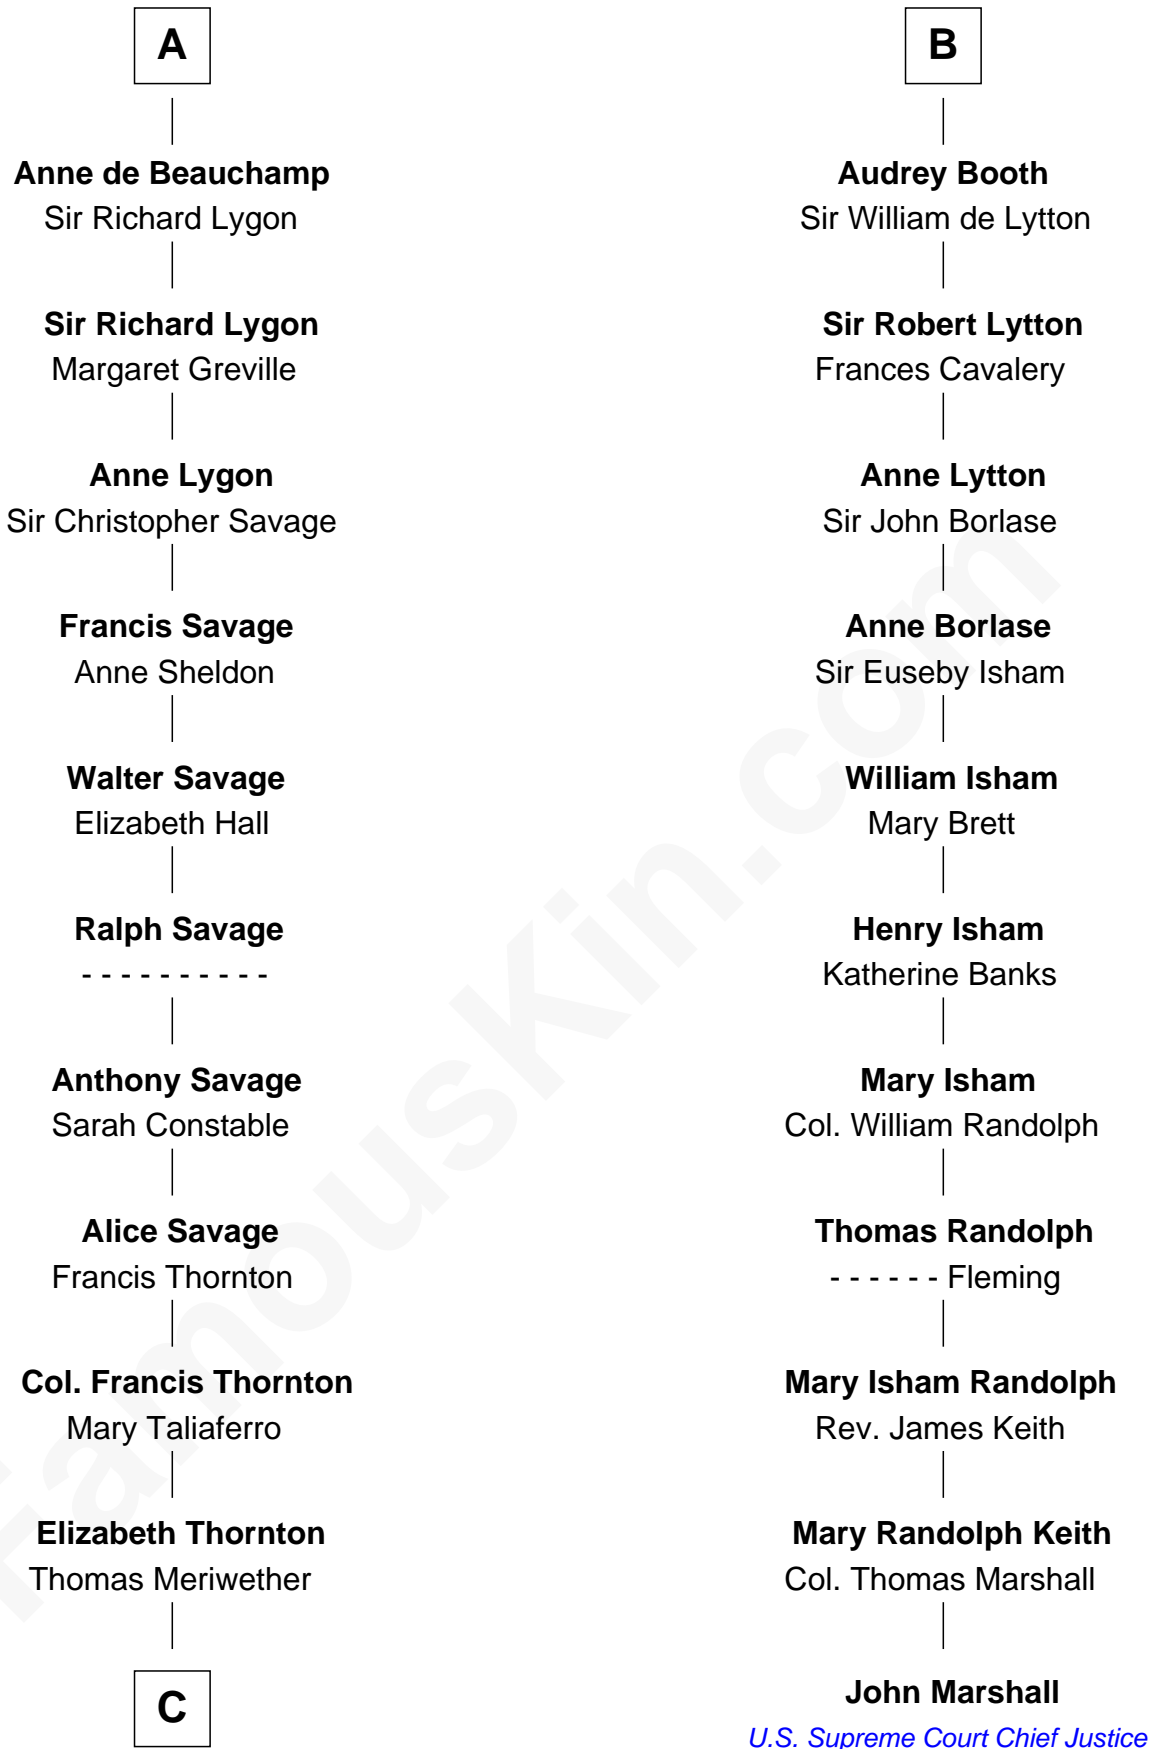 A
Anne de Beauchamp
Sir Richard Lygon
Sir Richard Lygon
Margaret Greville
Anne Lygon
Sir Christopher Savage
Francis Savage
Anne Sheldon
Walter Savage
Elizabeth Hall
Ralph Savage
- - - - - - - - - -
Anthony Savage
Sarah Constable
Alice Savage
Francis Thornton
Col. Francis Thornton
Mary Taliaferro
Elizabeth Thornton
Thomas Meriwether
C
B
Audrey Booth
Sir William de Lytton
Sir Robert Lytton
Frances Cavalery
Anne Lytton
Sir John Borlase
Anne Borlase
Sir Euseby Isham
William Isham
Mary Brett
Henry Isham
Katherine Banks
Mary Isham
Col. William Randolph
Thomas Randolph
- - - - - - Fleming
Mary Isham Randolph
Rev. James Keith
Mary Randolph Keith
Col. Thomas Marshall
John Marshall
U.S. Supreme Court Chief Justice
FamousKin.com